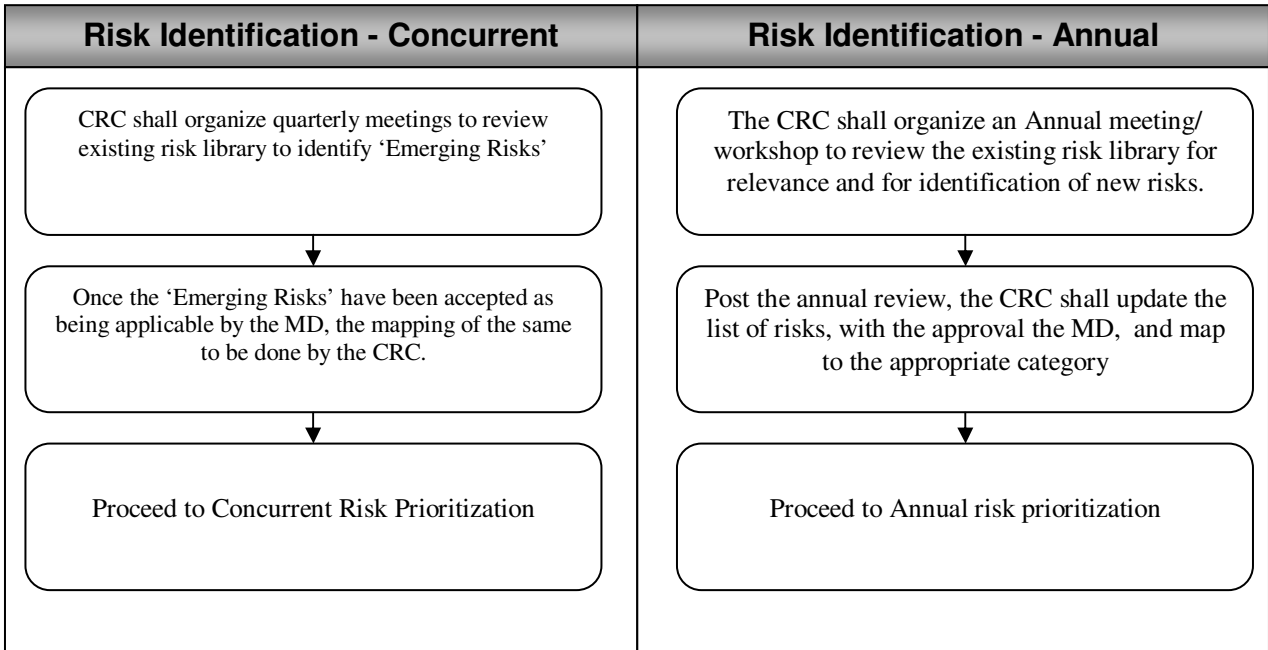 Risk Identification - Concurrent
CRC shall organize quarterly meetings to review
existing risk library to identify ‘Emerging Risks’
Once the ‘Emerging Risks’ have been accepted as
being applicable by the MD, the mapping of the same
to be done by the CRC.
Proceed to Concurrent Risk Prioritization
Risk Identification - Annual
The CRC shall organize an Annual meeting/
workshop to review the existing risk library for
relevance and for identification of new risks.
Post the annual review, the CRC shall update the
list of risks, with the approval the MD,  and map
to the appropriate category
Proceed to Annual risk prioritization